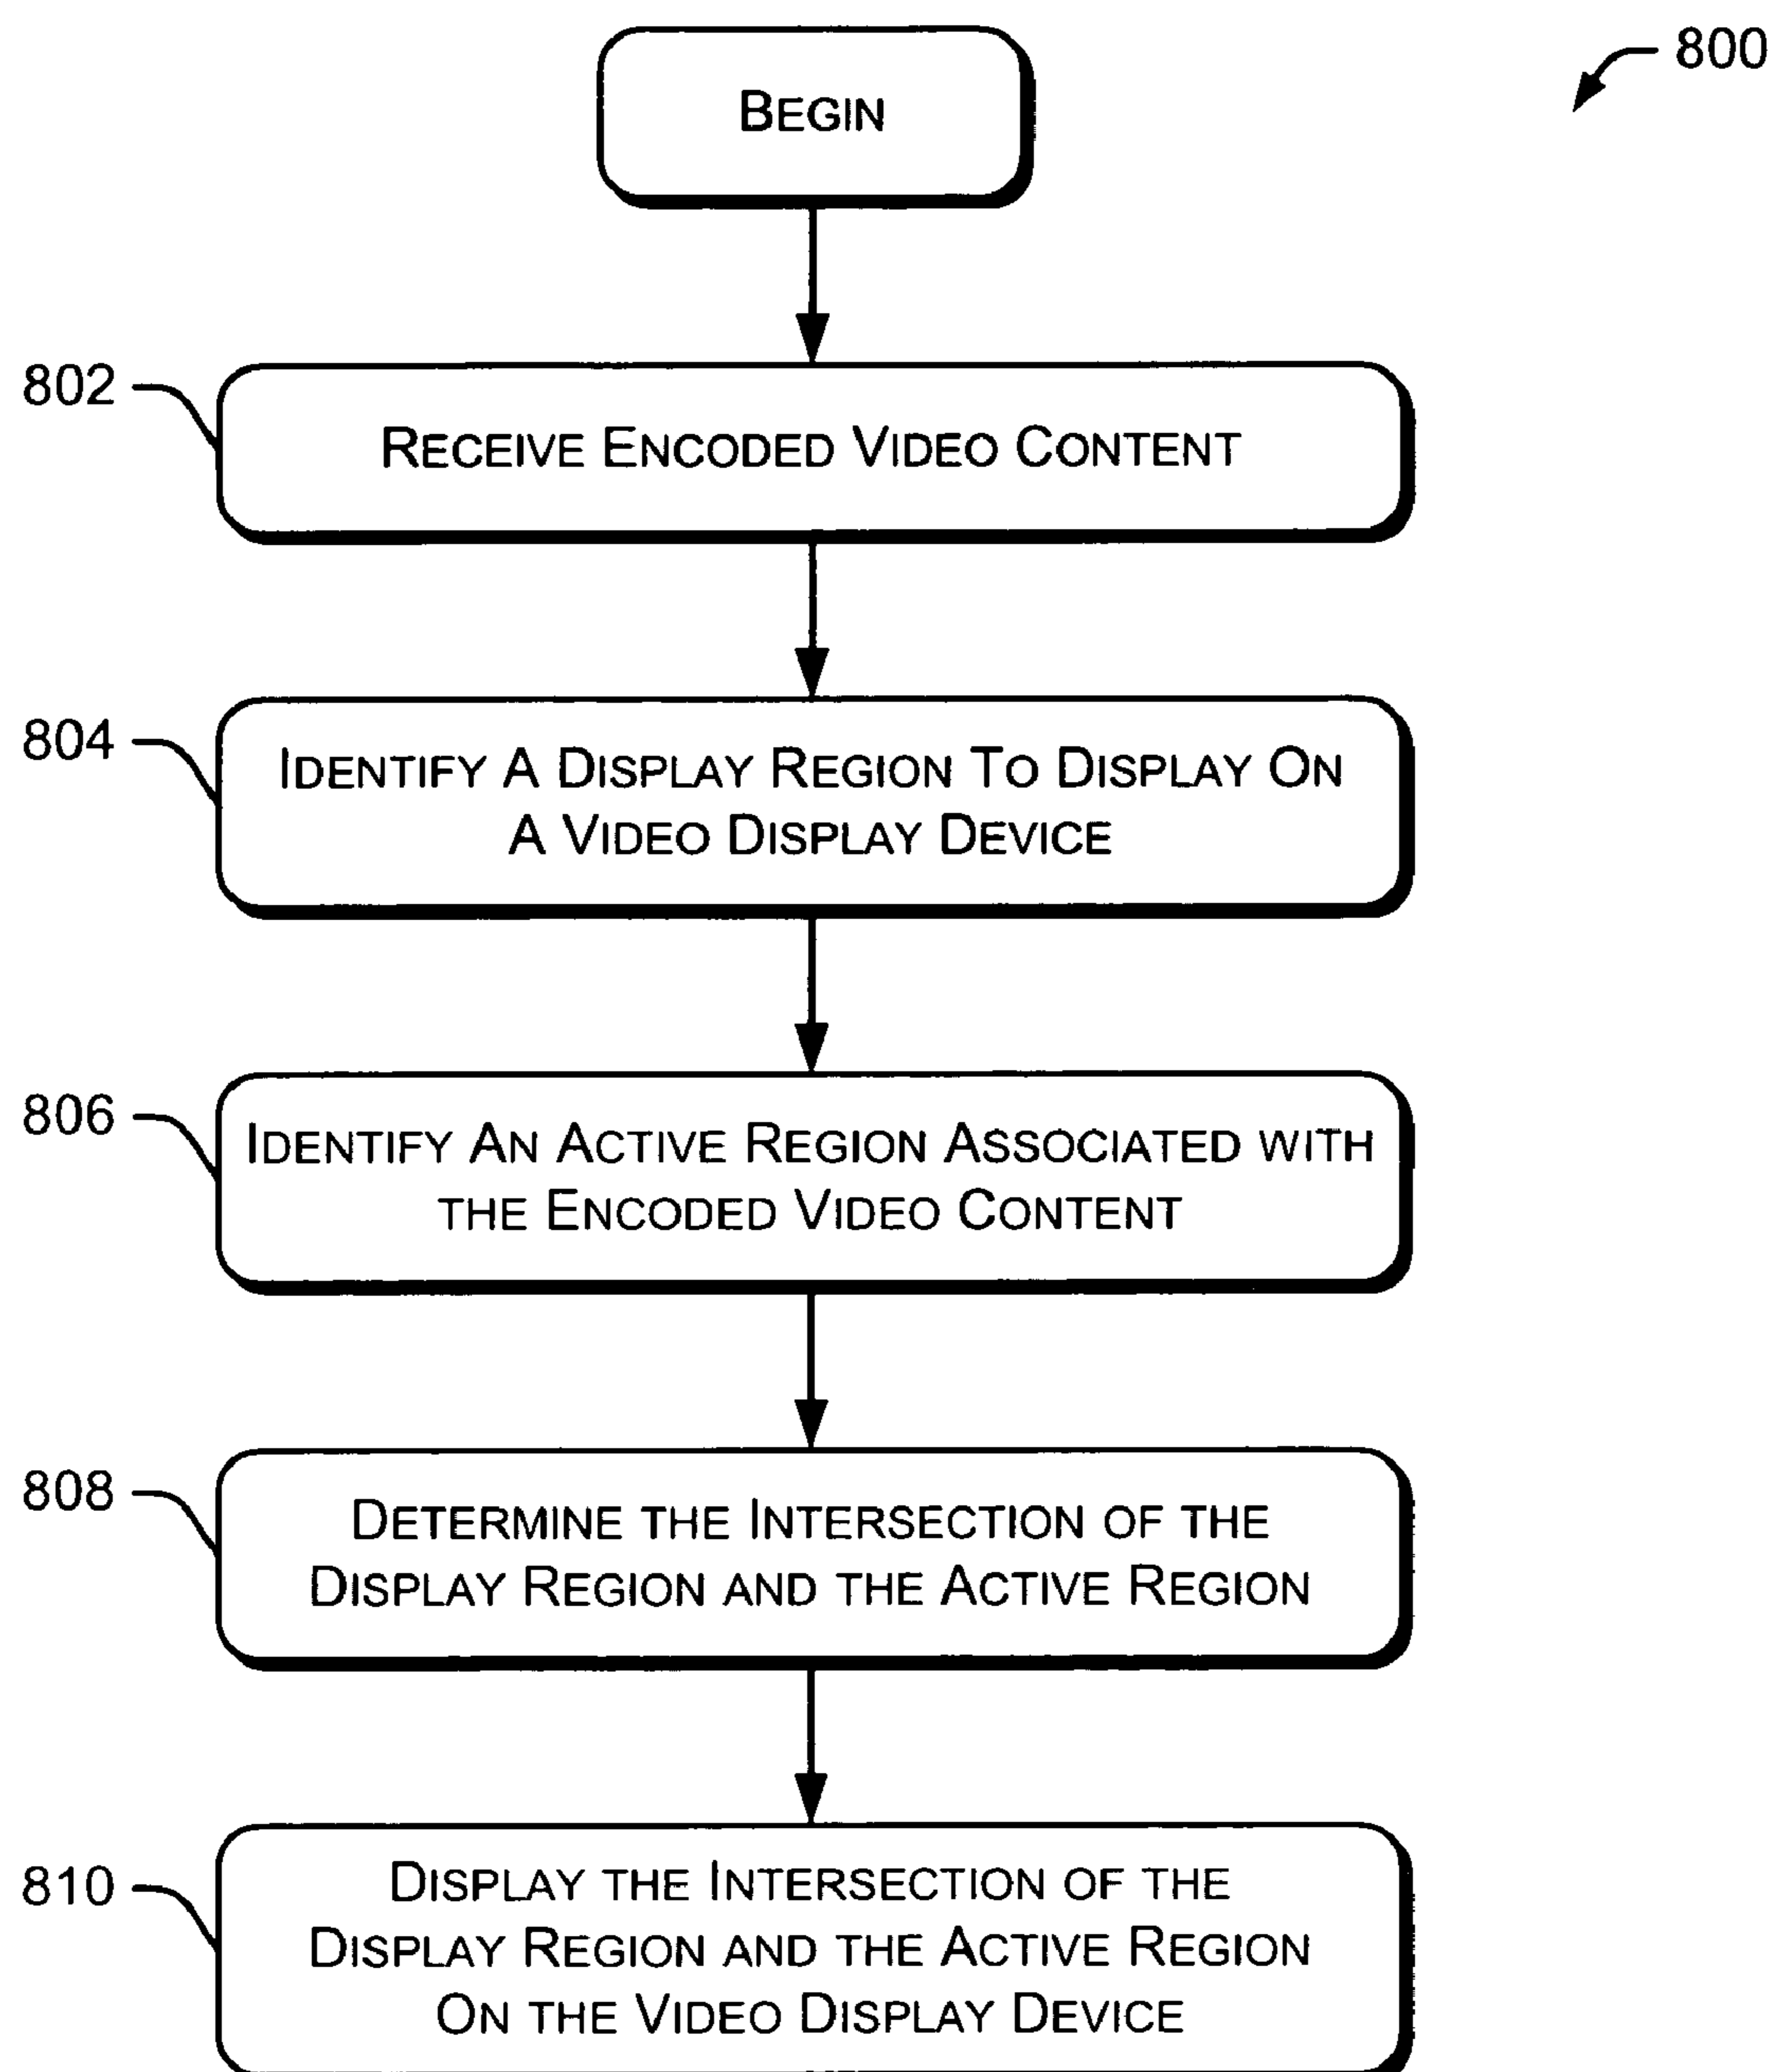 800
BEGIN
802
RECEIVE ENCODED VIDEO CONTENT
804
IDENTIFY A DISPLAY REGION TO DISPLAY ON
A VIDEO DISPLAY DEVICE
806
IDENTIFY AN ACTIVE REGION ASSOCIATED WITH
THE ENCODED VIDEO CONTENT
808
DETERMINE THE INTERSECTION OF THE
DISPLAY REGION AND THE ACTIVE REGION
810
DISPLAY THE INTERSECTION OF THE
DISPLAY REGION AND THE ACTIVE REGION
ON THE VIDEO DISPLAY DEVICE